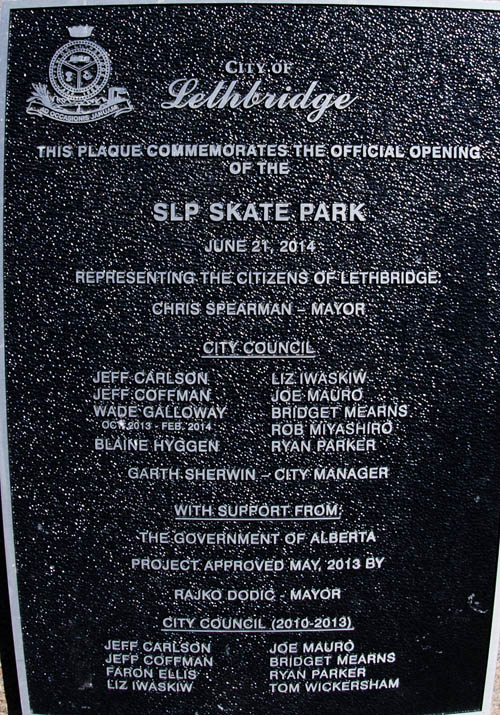 CITY OF
Lethbridge
AD OCCASIONIS JANUAM
THIS PLAQUE COMMEMORATES THE OFFICIAL OPENING
OF THE
SLP SKATE PARK
JUNE 21, 2014
REPRESENTING THE CITIZENS OF LETHBRIDGE:
CHRIS SPEARMAN – MAYOR
CITY COUNCIL
JEFF CARLSON LIZ IWASKIW
JEFF COFFMAN JOE MAURO
WADE GALLOWAY BRIDGET MEARNS
OCT. 2013 - FEB. 2014 ROB MIYASHIRO
BLAINE HYGGEN RYAN PARKER
GARTH SHERWIN – CITY MANAGER
WITH SUPPORT FROM:
THE GOVERNMENT OF ALBERTA
PROJECT APPROVED MAY, 2013 BY
RAJKO DODIC - MAYOR
CITY COUNCIL (2010-2013)
JEFF CARLSON JOE MAURO
JEFF COFFMAN BRIDGET MEARNS
FARON ELLIS RYAN PARKER
LIZ IWASKIW TOM WICKERSHAM